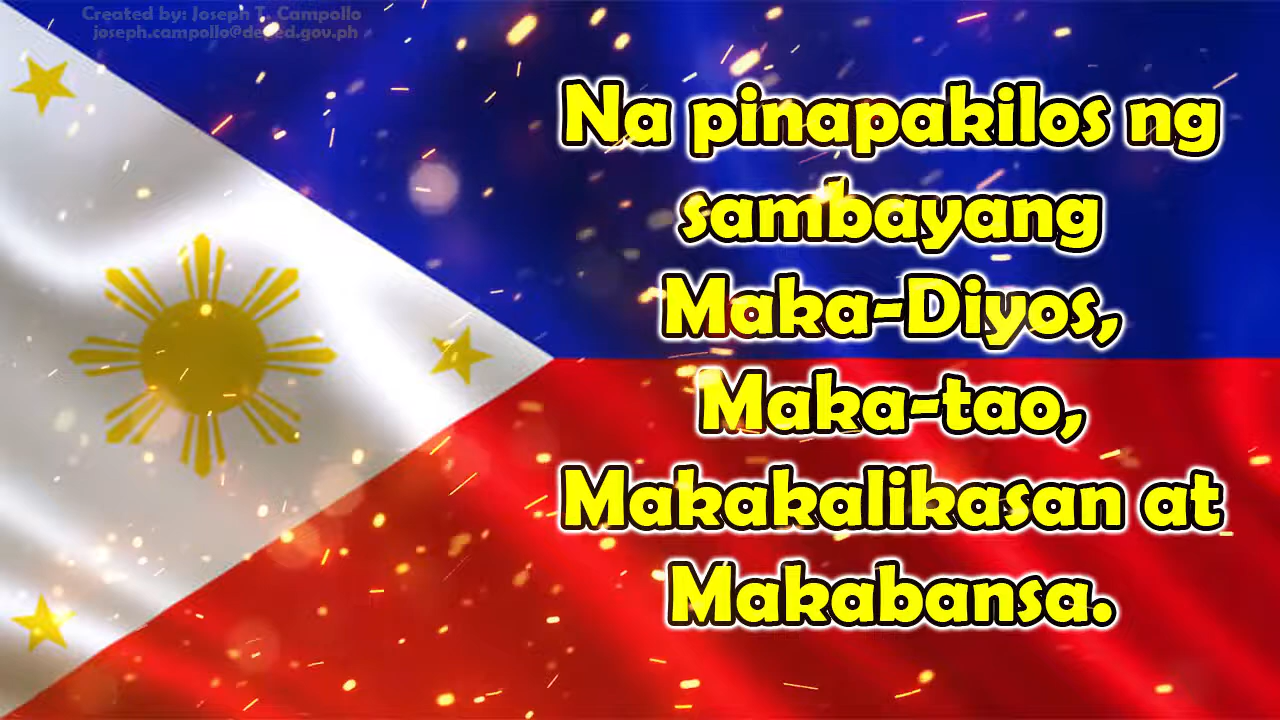 Created by: Joseph T. Campollo
joseph.campollo@deped.gov.ph
Na pinapakilos ng
sambayang
Maka-Diyos,
Maka-tao,
Makakalikasan at
Makabansa.